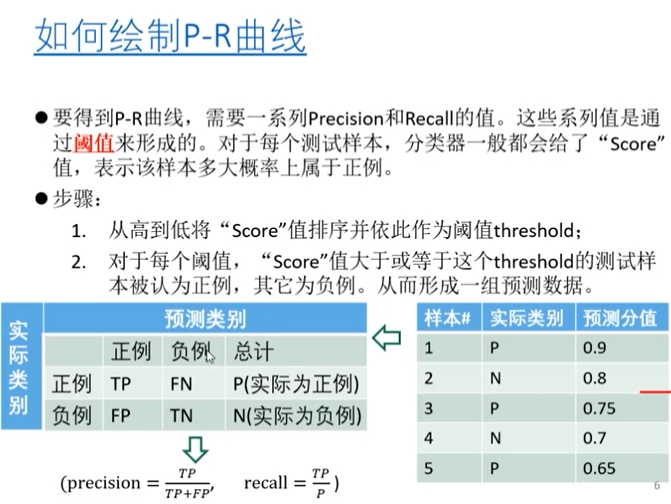 如何绘制P-R曲线
●要得到P-R曲线，需要一系列Precision和Recall的值。这些系列值是通
过阈值来形成的。对于每个测试样本，分类器一般都会给了“Score”
值，表示该样本多大概率上属于正例。
●步骤：
1. 从高到低将“Score”值排序并依此作为阈值threshold；
2. 对于每个阈值，“Score”值大于或等于这个threshold的测试样
本被认为正例，其它为负例。从而形成一组预测数据。
实际类别
预测类别
正例 负例 总计
正例 TP FN P(实际为正例)
负例 FP TN N(实际为负例)
(precision = TP/TP+FP, recall = TP/P)
样本# 实际类别 预测分值
1 P 0.9
2 N 0.8
3 P 0.75
4 N 0.7
5 P 0.65
6